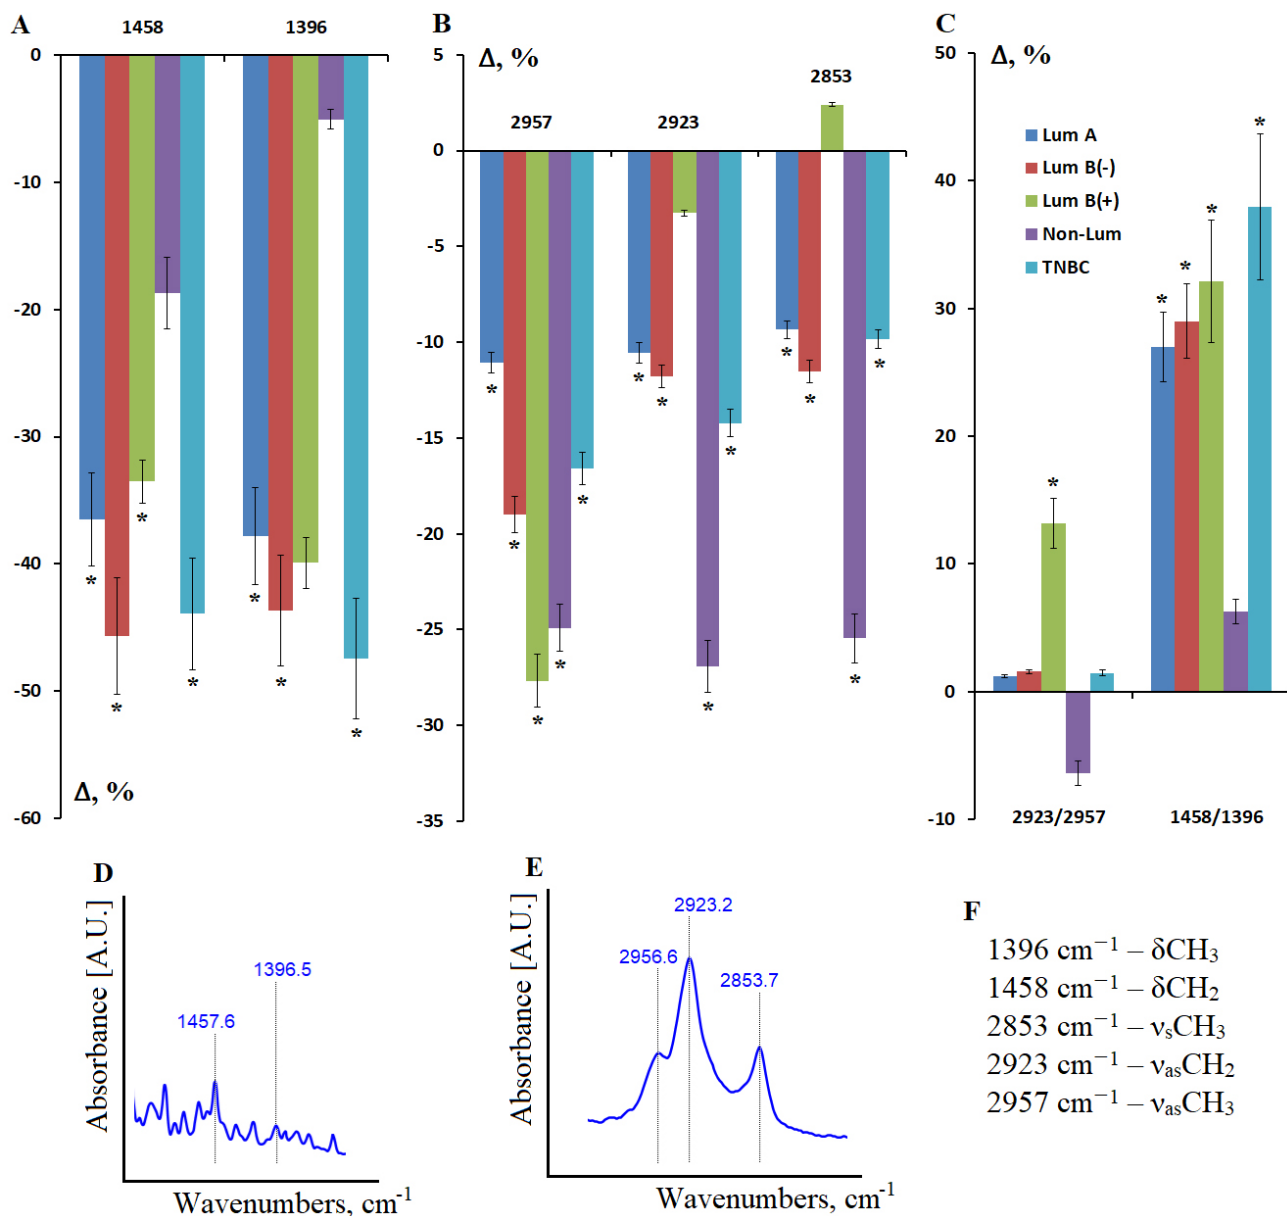 A
1458
1396
0
-10
-20
-30
-40
-50
-60
*
*
*
*
*
*
*
Δ, %
B
Δ, %
5
0
-5
-10
-15
-20
-25
-30
-35
2957
2923
2853
*
*
*
*
*
*
*
*
*
*
*
*
*
C
Δ, %
50
40
30
20
10
0
-10
Lum A
Lum B(-)
Lum B(+)
Non-Lum
TNBC
*
*
*
*
*
2923/2957
1458/1396
D
Absorbance [A.U.]
1457.6
1396.5
Wavenumbers, cm⁻¹
E
Absorbance [A.U.]
2956.6
2923.2
2853.7
Wavenumbers, cm⁻¹
F
1396 cm⁻¹ – δCH₃
1458 cm⁻¹ – δCH₂
2853 cm⁻¹ – νₛCH₃
2923 cm⁻¹ – νₐₛCH₂
2957 cm⁻¹ – νₐₛCH₃